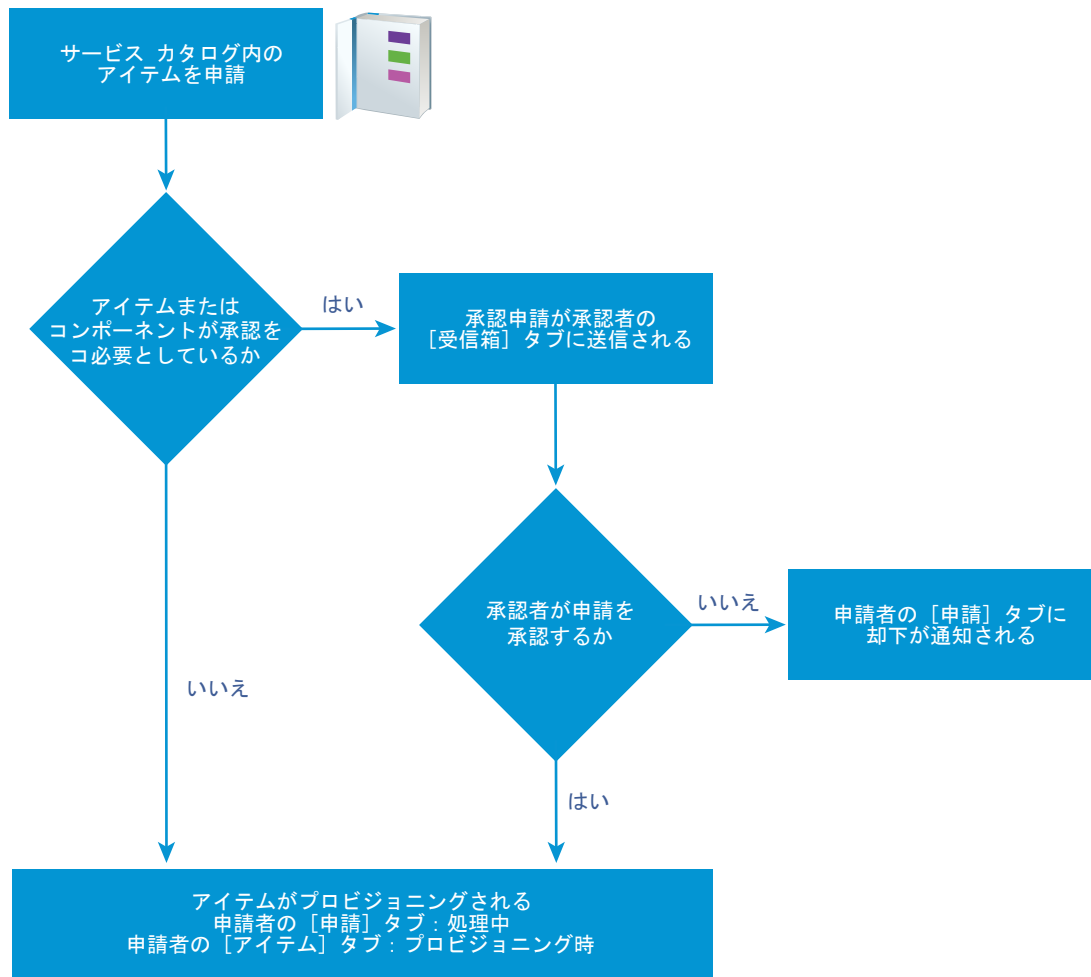 サービス カタログ内の
アイテムを申請
アイテムまたは
コンポーネントが承認を
コ必要としているか
はい
承認申請が承認者の
［受信箱］タブに送信される
承認者が申請を
承認するか
いいえ
申請者の［申請］タブに
却下が通知される
いいえ
はい
アイテムがプロビジョニングされる
申請者の［申請］タブ：処理中
申請者の［アイテム］タブ：プロビジョニング時